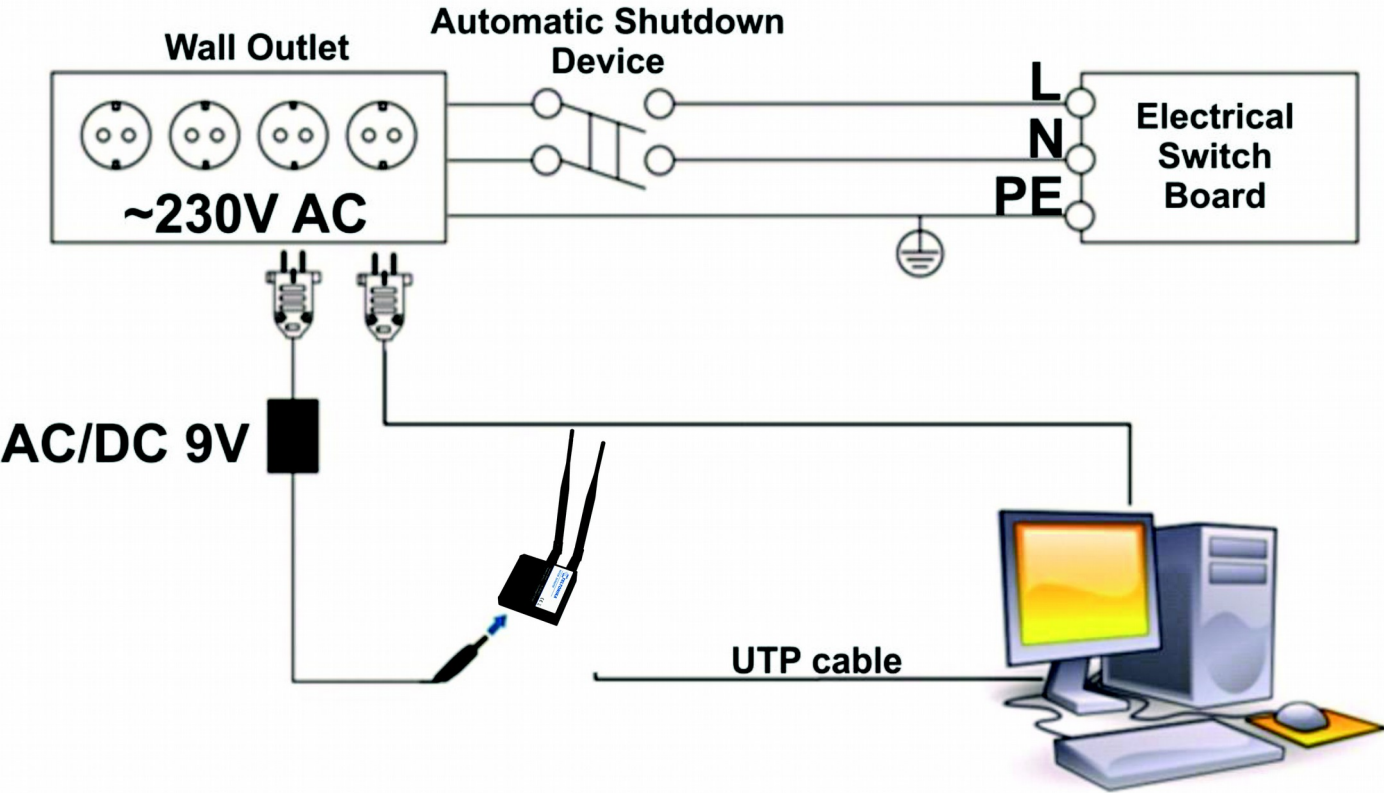 Automatic Shutdown
Device
Wall Outlet
~230V AC
L
N
PE
Electrical
Switch
Board
AC/DC 9V
UTP cable